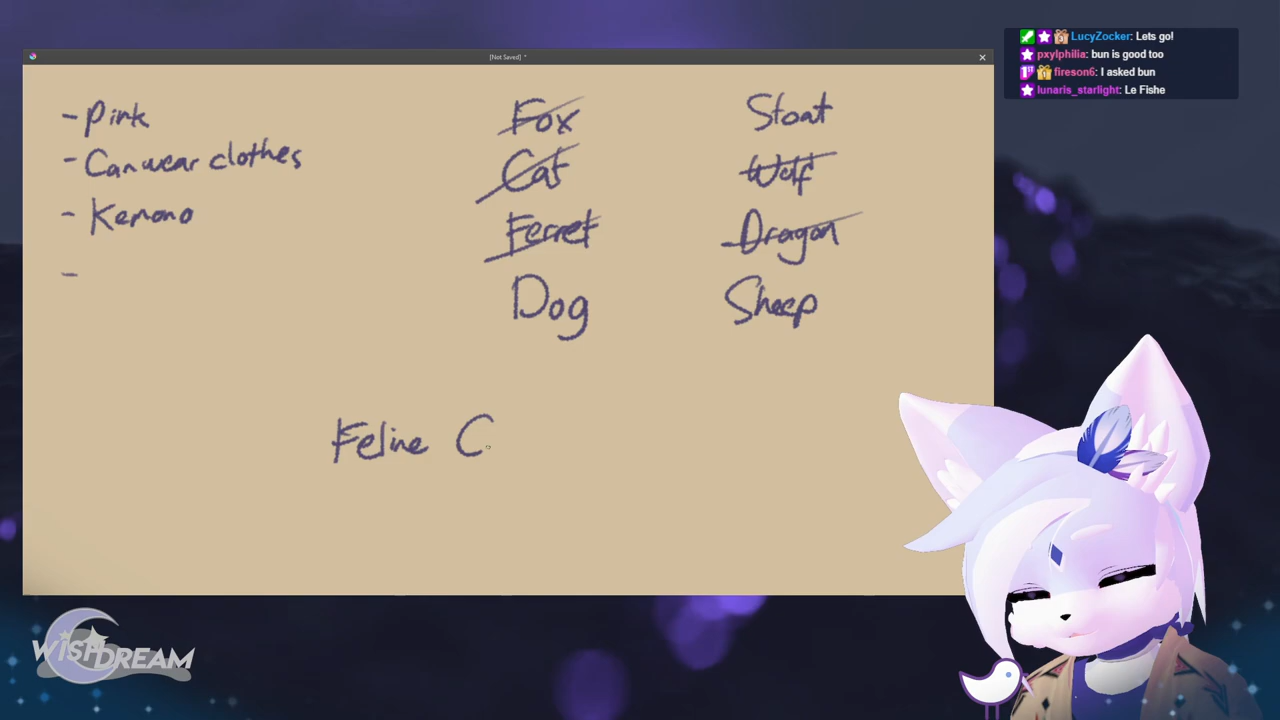 [Not Saved] *
- Pink
- Can wear clothes
- Kemono
-
Fox
Cat
Ferret
Dog
Stoat
Wolf
Dragon
Sheep
Feline C
LucyZocker: Lets go!
pxylphilia: bun is good too
fireson6: I asked bun
lunaris_starlight: Le Fishe
WISHDREAM